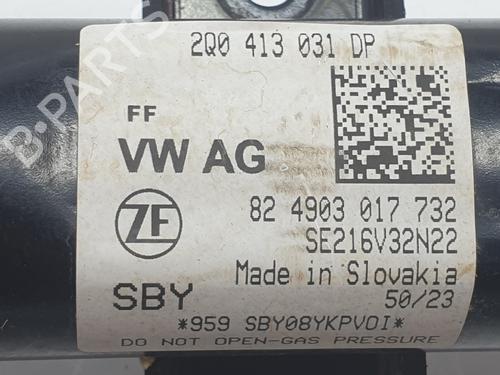 2Q0 413 031 DP
FF
VW AG
ZF
82 4903 017 732
SE216V32N22
Made in Slovakia
SBY
50/23
*959 SBY08YKPVOI*
DO NOT OPEN-GAS PRESSURE
B-PARTS